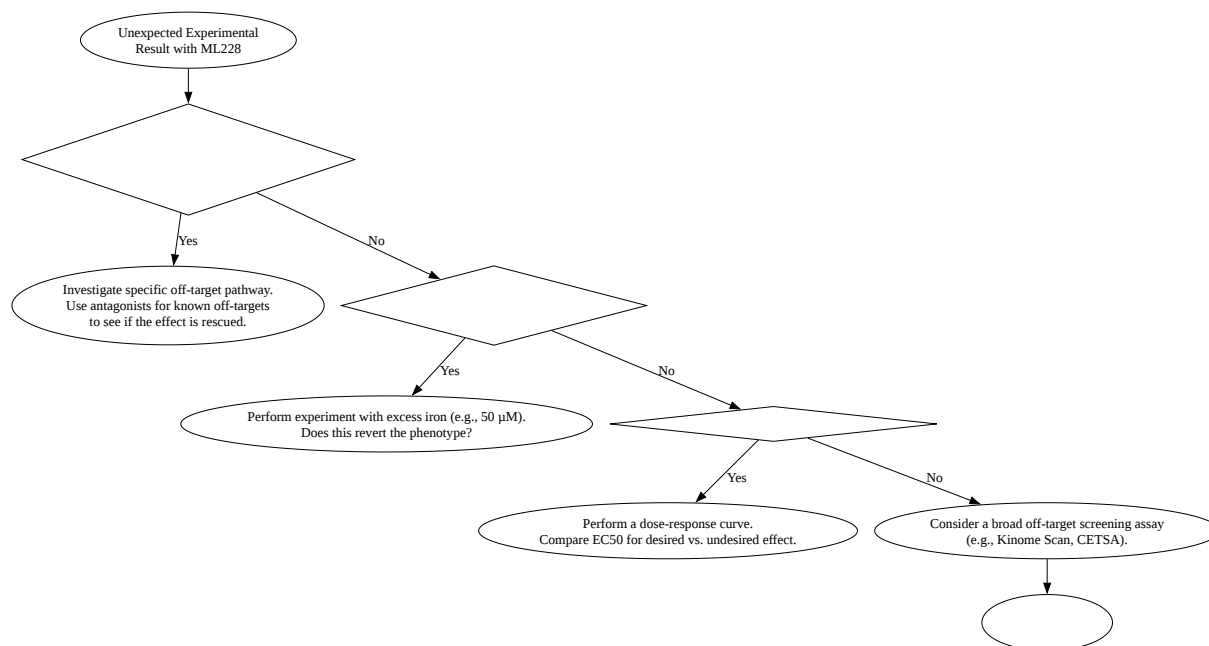 Unexpected Experimental
Result with ML228
Yes
No
Investigate specific off-target pathway.
Use antagonists for known off-targets
to see if the effect is rescued.
Yes
No
Perform experiment with excess iron (e.g., 50 µM).
Does this revert the phenotype?
Yes
No
Perform a dose-response curve.
Compare EC50 for desired vs. undesired effect.
Consider a broad off-target screening assay
(e.g., Kinome Scan, CETSA).